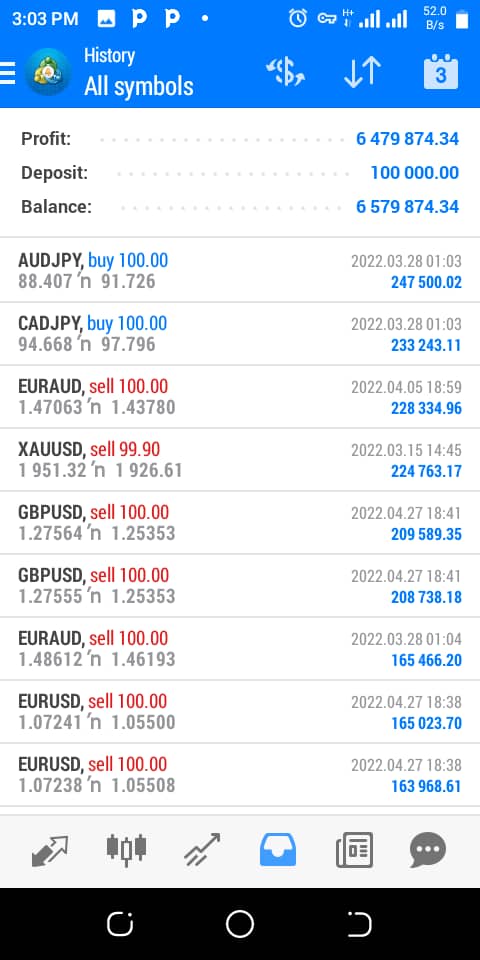 3:03 PM
H+
52.0
B/s
History
All symbols
3
Profit: 6 479 874.34
Deposit: 100 000.00
Balance: 6 579 874.34
AUDJPY, buy 100.00 2022.03.28 01:03
88.407 ‘n 91.726 247 500.02
CADJPY, buy 100.00 2022.03.28 01:03
94.668 ‘n 97.796 233 243.11
EURAUD, sell 100.00 2022.04.05 18:59
1.47063 ‘n 1.43780 228 334.96
XAUUSD, sell 99.90 2022.03.15 14:45
1 951.32 ‘n 1 926.61 224 763.17
GBPUSD, sell 100.00 2022.04.27 18:41
1.27564 ‘n 1.25353 209 589.35
GBPUSD, sell 100.00 2022.04.27 18:41
1.27555 ‘n 1.25353 208 738.18
EURAUD, sell 100.00 2022.03.28 01:04
1.48612 ‘n 1.46193 165 466.20
EURUSD, sell 100.00 2022.04.27 18:38
1.07241 ‘n 1.05500 165 023.70
EURUSD, sell 100.00 2022.04.27 18:38
1.07238 ‘n 1.05508 163 968.61